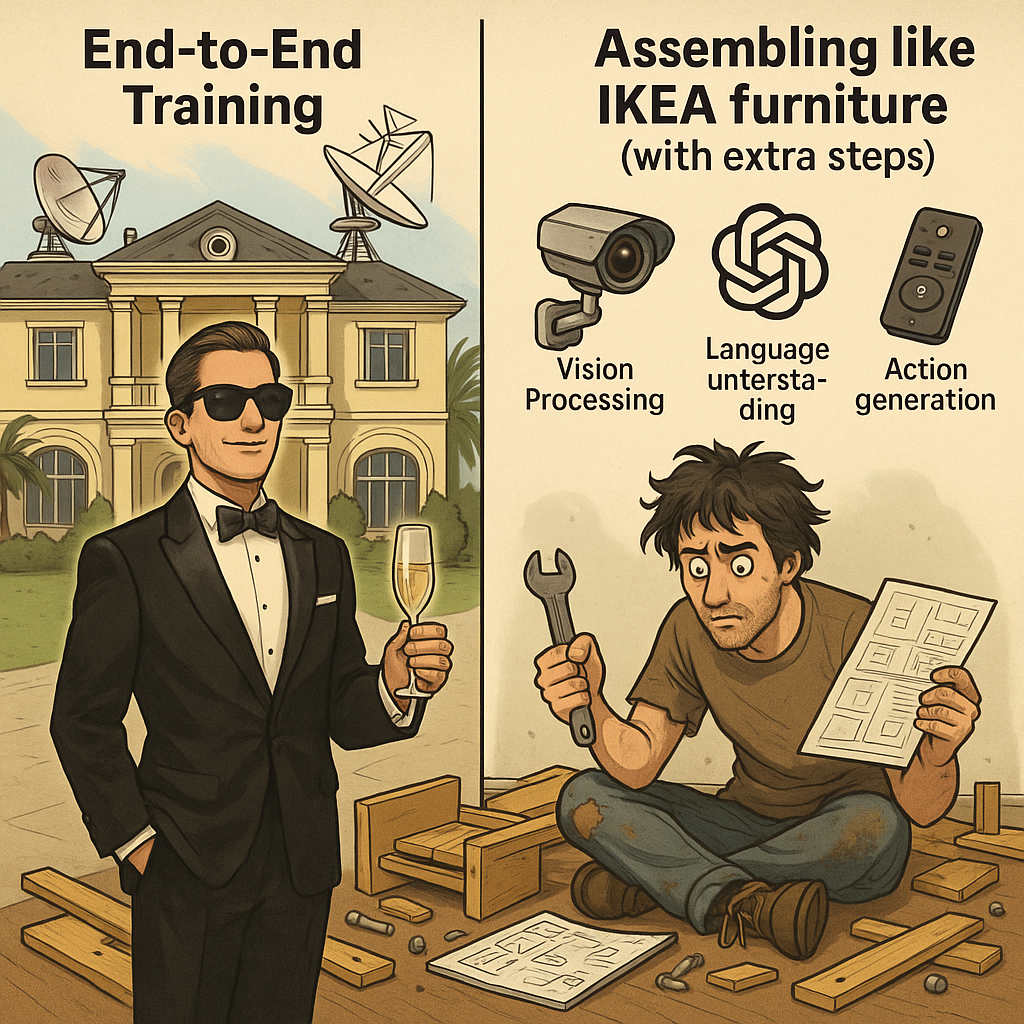 End-to-End
Training
Assembling like
IKEA furniture
(with extra steps)
Vision
Processing
Language
untersta-
ding
Action
generation